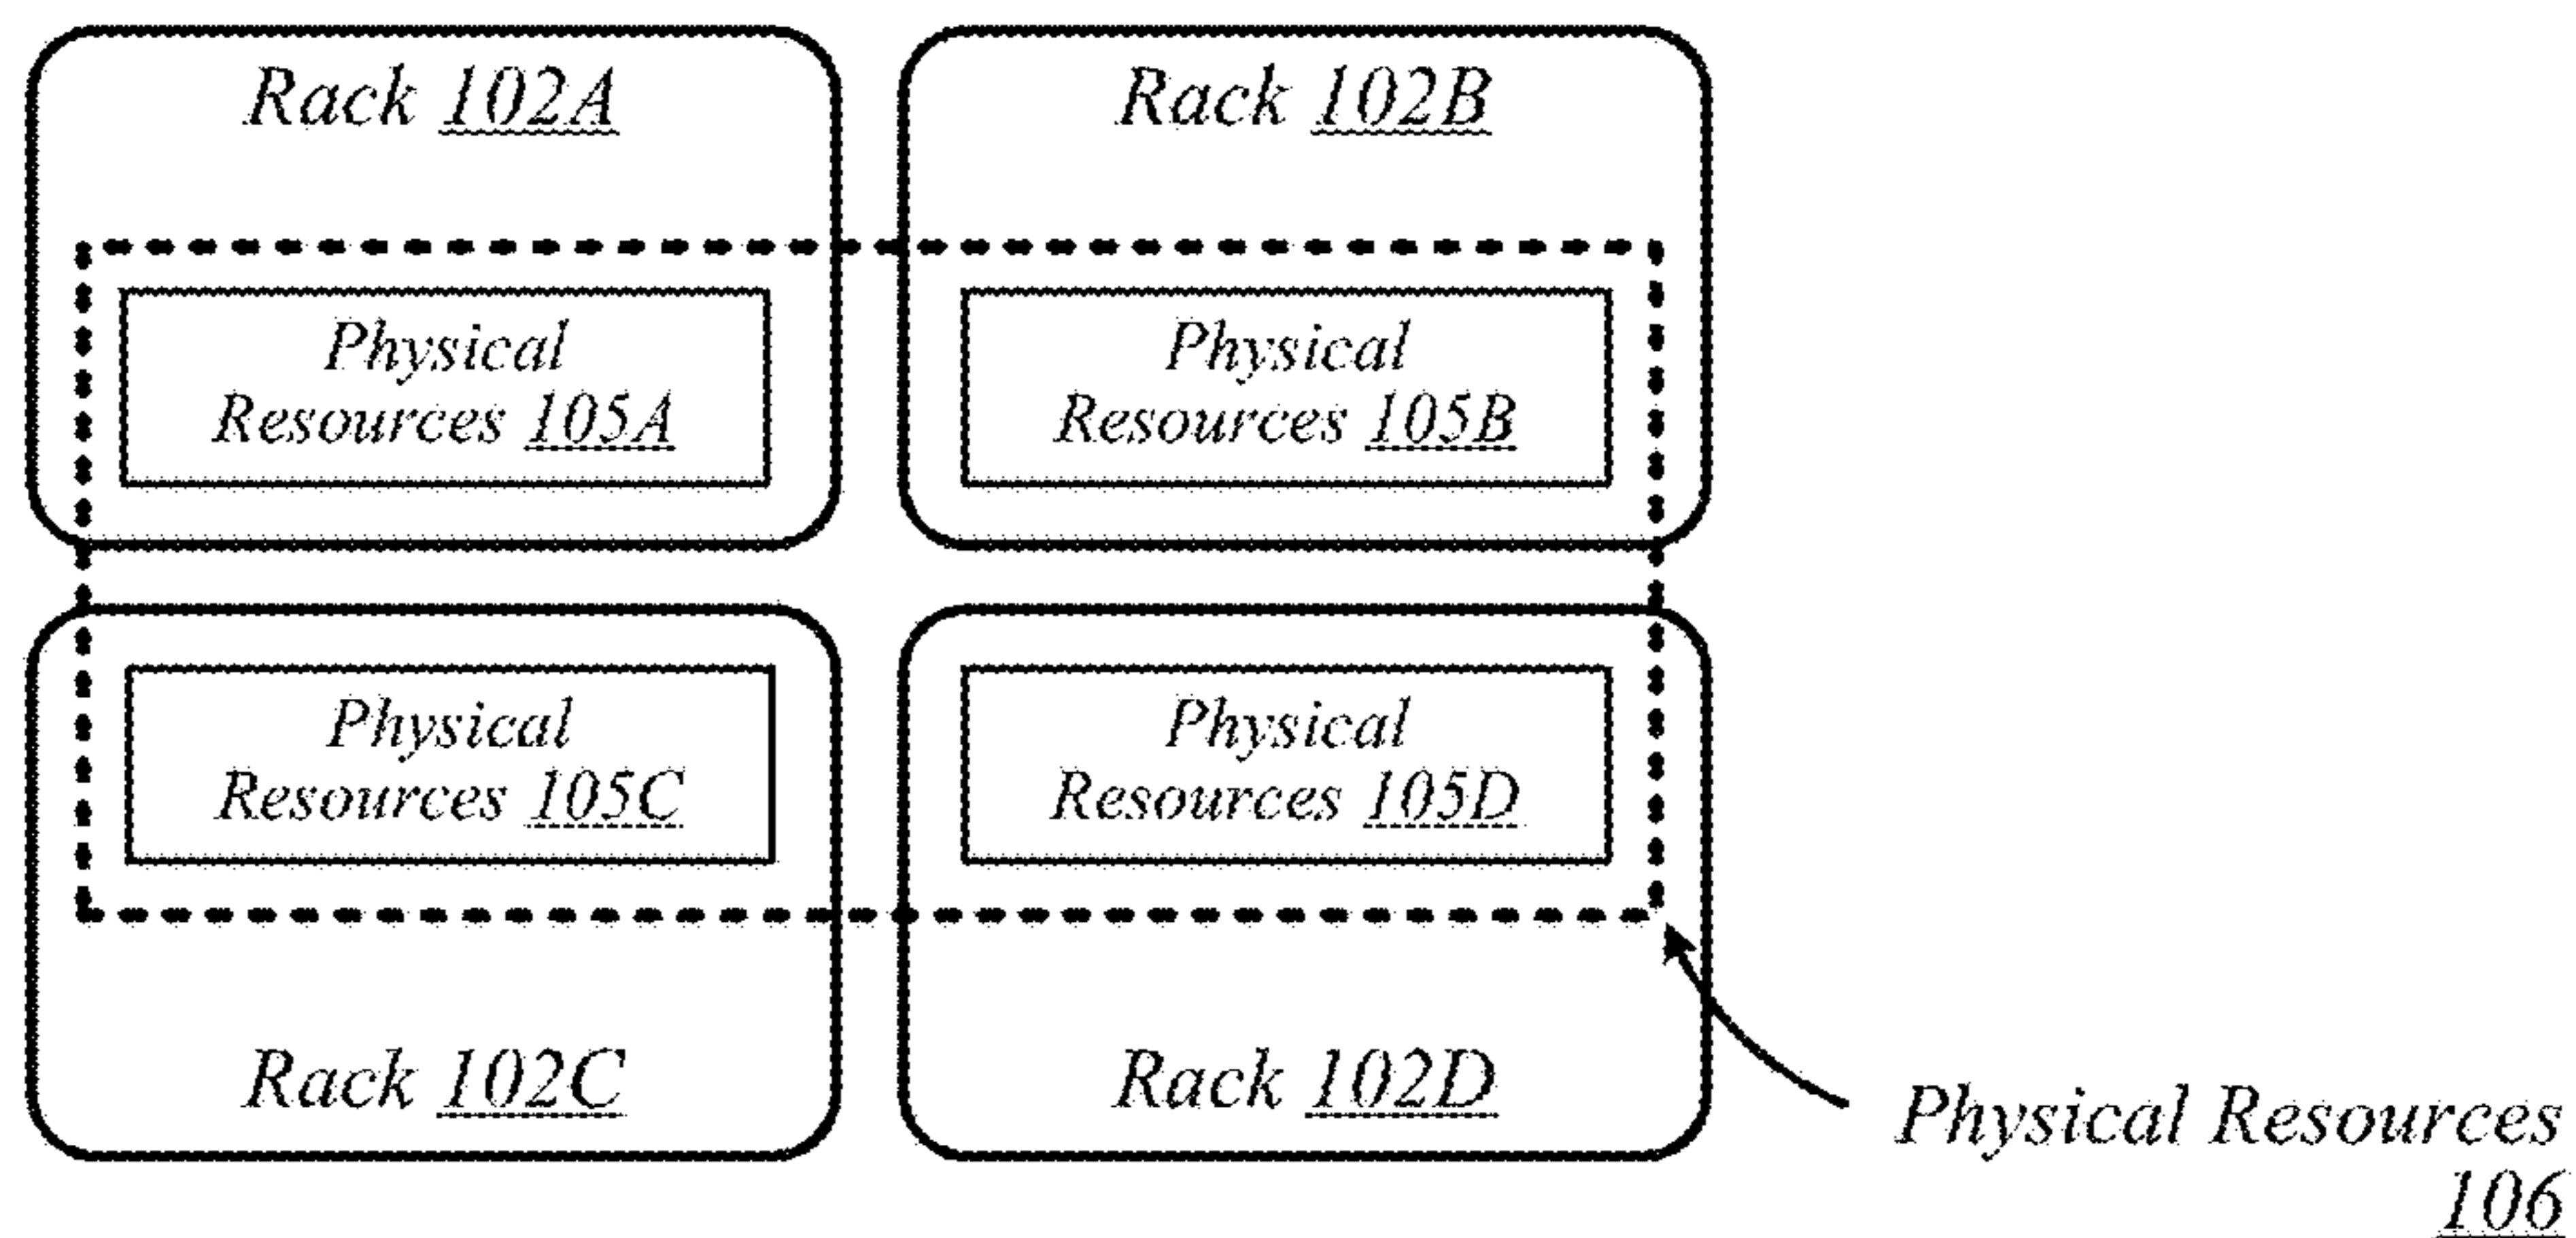 Rack 102A
Rack 102B
Physical
Resources 105A
Physical
Resources 105B
Physical
Resources 105C
Physical
Resources 105D
Rack 102C
Rack 102D
Physical Resources
106